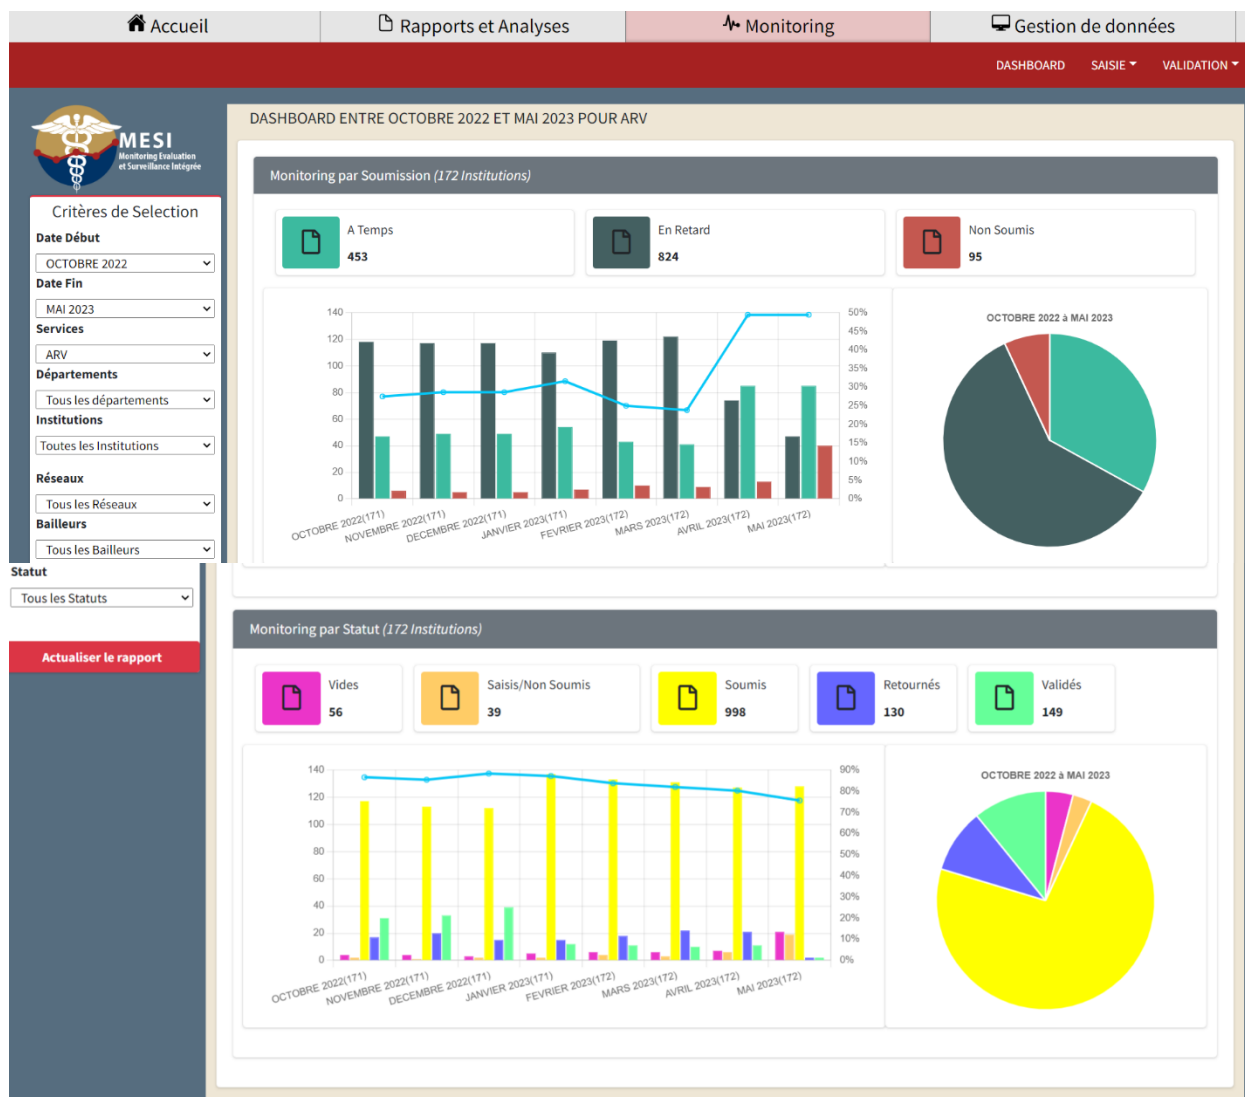 Accueil
Rapports et Analyses
Monitoring
Gestion de données
DASHBOARD
SAISIE
VALIDATION
MESI
Monitoring Evaluation
et Surveillance Intégrée
Critères de Selection
Date Début
OCTOBRE 2022
Date Fin
MAI 2023
Services
ARV
Départements
Tous les départements
Institutions
Toutes les Institutions
Réseaux
Tous les Réseaux
Bailleurs
Tous les Bailleurs
Statut
Tous les Statuts
Actualiser le rapport
DASHBOARD ENTRE OCTOBRE 2022 ET MAI 2023 POUR ARV
Monitoring par Soumission (172 Institutions)
A Temps
453
En Retard
824
Non Soumis
95
140
120
100
80
60
40
20
0
50%
45%
40%
35%
30%
25%
20%
15%
10%
5%
0%
OCTOBRE 2022(171)
NOVEMBRE 2022(171)
DECEMBRE 2022(171)
JANVIER 2023(171)
FEVRIER 2023(172)
MARS 2023(172)
AVRIL 2023(172)
MAI 2023(172)
OCTOBRE 2022 à MAI 2023
Monitoring par Statut (172 Institutions)
Vides
56
Saisis/Non Soumis
39
Soumis
998
Retournés
130
Validés
149
140
120
100
80
60
40
20
0
90%
80%
70%
60%
50%
40%
30%
20%
10%
0%
OCTOBRE 2022(171)
NOVEMBRE 2022(171)
DECEMBRE 2022(171)
JANVIER 2023(171)
FEVRIER 2023(172)
MARS 2023(172)
AVRIL 2023(172)
MAI 2023(172)
OCTOBRE 2022 à MAI 2023